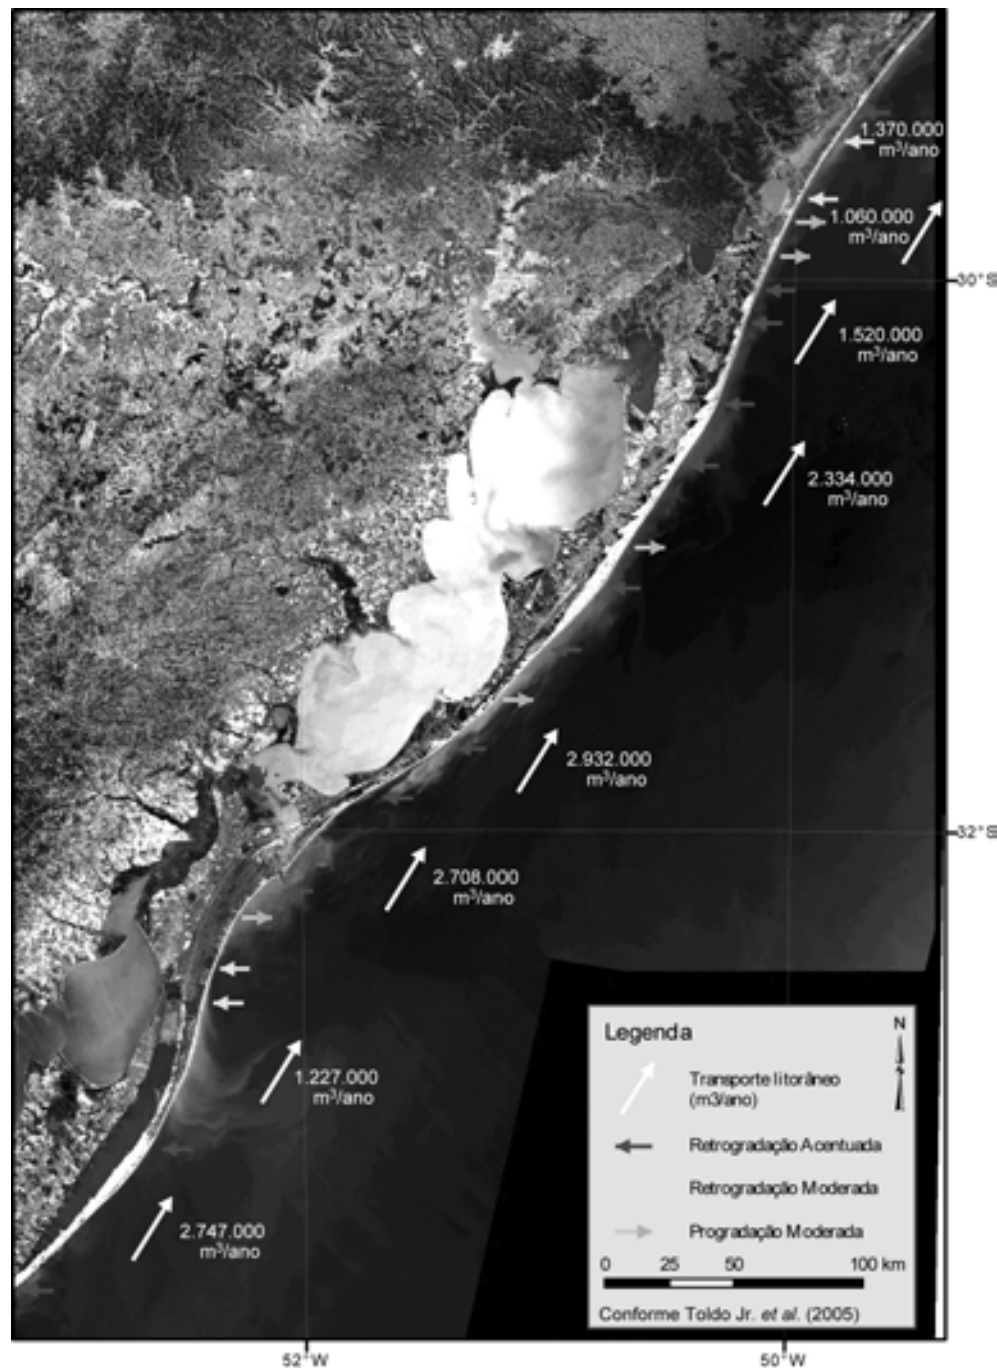 1.370.000
m³/ano
1.060.000
m³/ano
30°S
1.520.000
m³/ano
2.334.000
m³/ano
2.932.000
m³/ano
32°S
2.708.000
m³/ano
1.227.000
m³/ano
2.747.000
m³/ano
Legenda
N
Transporte litorâneo
(m3/ano)
Retrogradação Acentuada
Retrogradação Moderada
Progradação Moderada
0 25 50 100 km
Conforme Toldo Jr. et al. (2005)
52°W 50°W